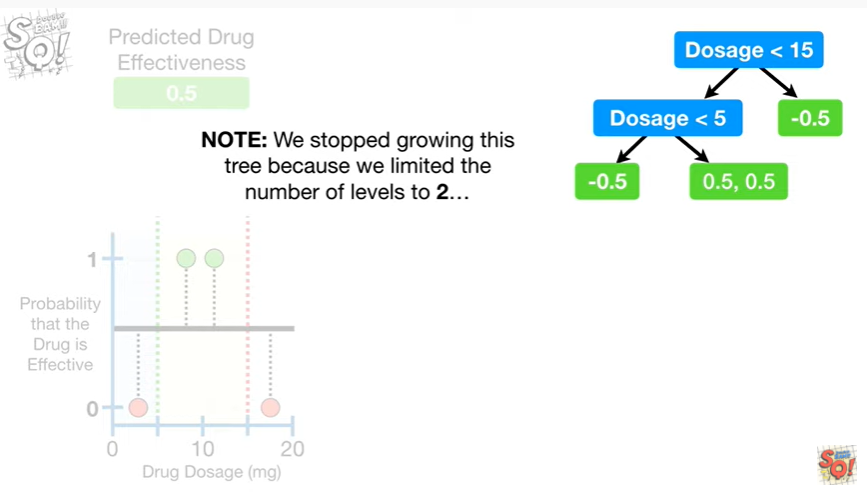 Predicted Drug
Effectiveness
0.5
NOTE: We stopped growing this
tree because we limited the
number of levels to 2...
Dosage < 15
Dosage < 5
-0.5
-0.5
0.5, 0.5
1
Probability
that the
Drug is
Effective
0
0
10
20
Drug Dosage (mg)
SQ!
SQ!